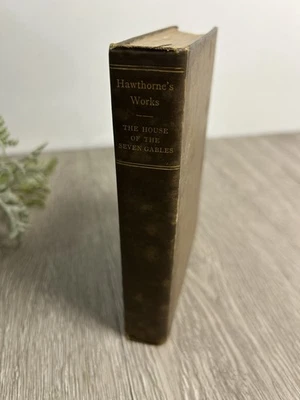 Hawthorne's
Works
THE HOUSE
OF THE
SEVEN GABLES